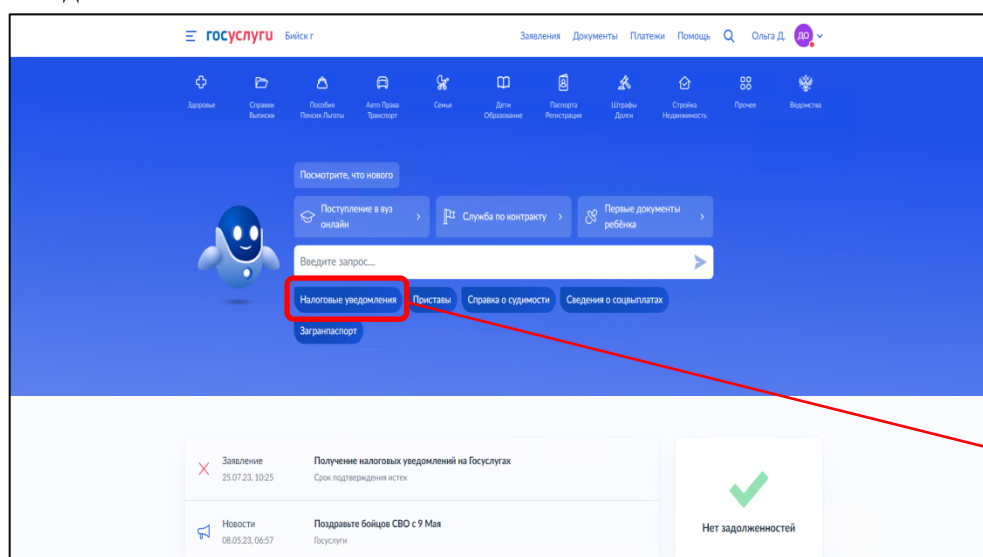 госуслуги Бийск г Заявления Документы Платежи Помощь Ольга Д. ДО
Здоровье Справки Выписки Пособия Пенсия Льготы Авто Права Транспорт Семья Дети Образование Паспорта Регистрация Штрафы Долги Стройка Недвижимость Прочее Ведомства
Посмотрите, что нового
Поступление в вуз онлайн
Служба по контракту
Первые документы ребёнка
Введите запрос...
Налоговые уведомления Приставы Справка о судимости Сведения о соцвыплатах
Загранпаспорт
Заявление Получение налоговых уведомлений на Госуслугах
25.07.23, 10:25 Срок подтверждения истек
Новости Поздравьте бойцов СВО с 9 Мая
08.05.23, 06:57 Госуслуги
Нет задолженностей